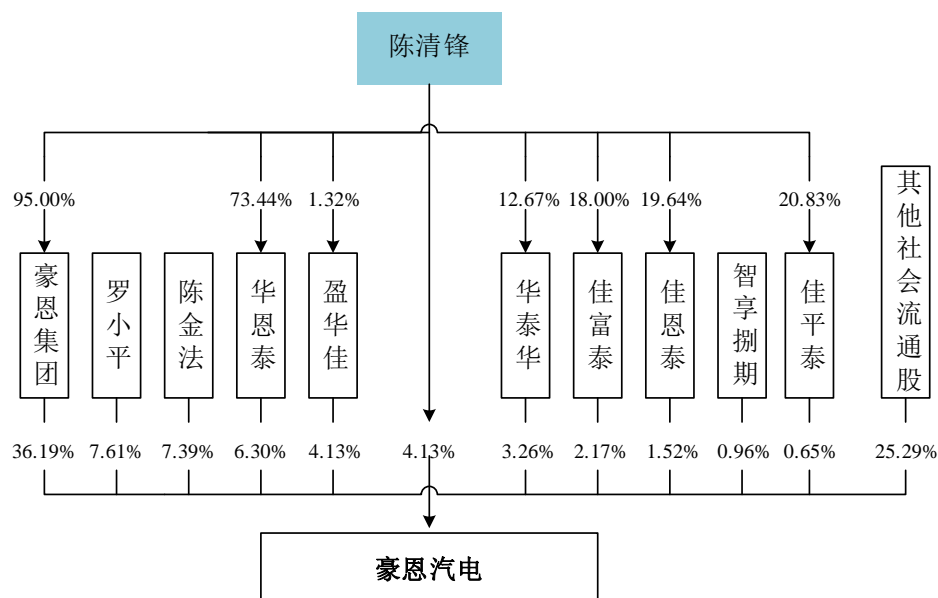 陈清锋
95.00%
73.44%
1.32%
12.67%
18.00%
19.64%
20.83%
豪恩集团
罗小平
陈金法
华恩泰
盈华佳
华泰华
佳富泰
佳恩泰
智享捌期
佳平泰
其他社会流通股
36.19%
7.61%
7.39%
6.30%
4.13%
4.13%
3.26%
2.17%
1.52%
0.96%
0.65%
25.29%
豪恩汽电